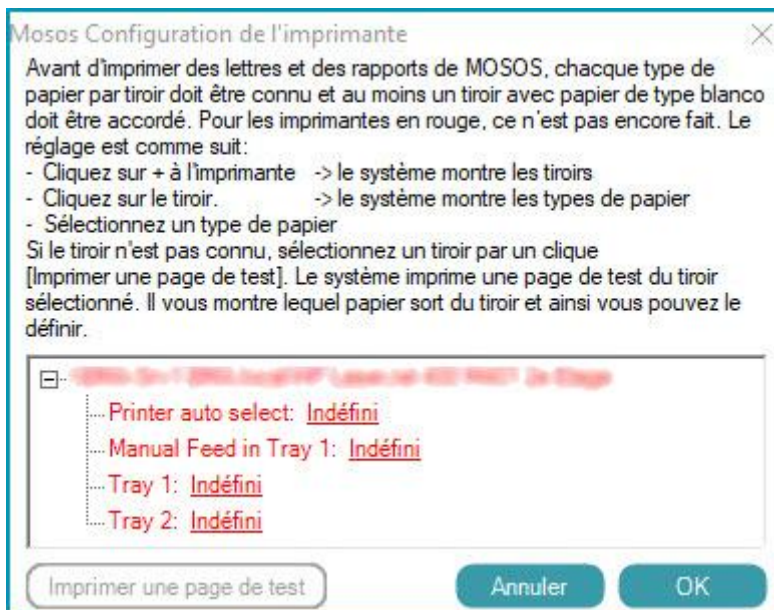 Mosos Configuration de l'imprimante
Avant d'imprimer des lettres et des rapports de MOSOS, chacque type de
papier par tiroir doit être connu et au moins un tiroir avec papier de type blanco
doit être accordé. Pour les imprimantes en rouge, ce n'est pas encore fait. Le
réglage est comme suit:
- Cliquez sur + à l'imprimante -> le système montre les tiroirs
- Cliquez sur le tiroir. -> le système montre les types de papier
- Sélectionnez un type de papier
Si le tiroir n'est pas connu, sélectionnez un tiroir par un clique
[Imprimer une page de test]. Le système imprime une page de test du tiroir
sélectionné. Il vous montre lequel papier sort du tiroir et ainsi vous pouvez le
définir.
Printer auto select: Indéfini
Manual Feed in Tray 1: Indéfini
Tray 1: Indéfini
Tray 2: Indéfini
Imprimer une page de test Annuler OK